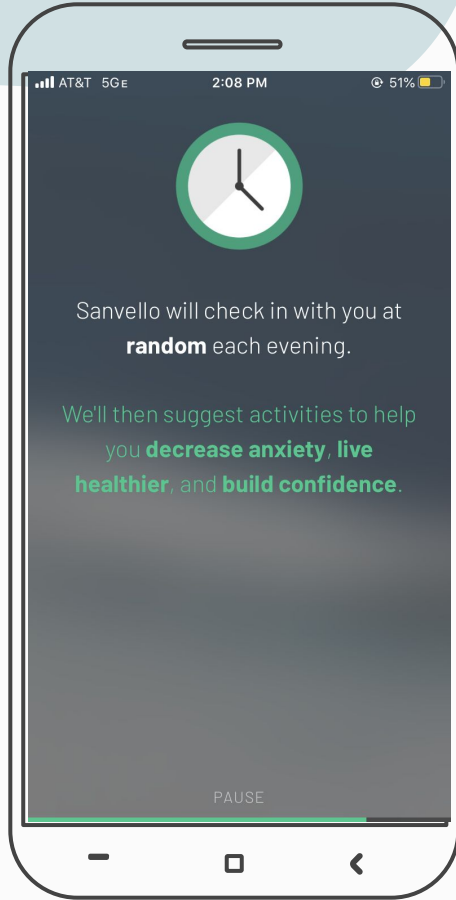 AT&T 5GE 2:08 PM 51%
Sanvello will check in with you at
random each evening.
We'll then suggest activities to help
you decrease anxiety, live
healthier, and build confidence.
PAUSE